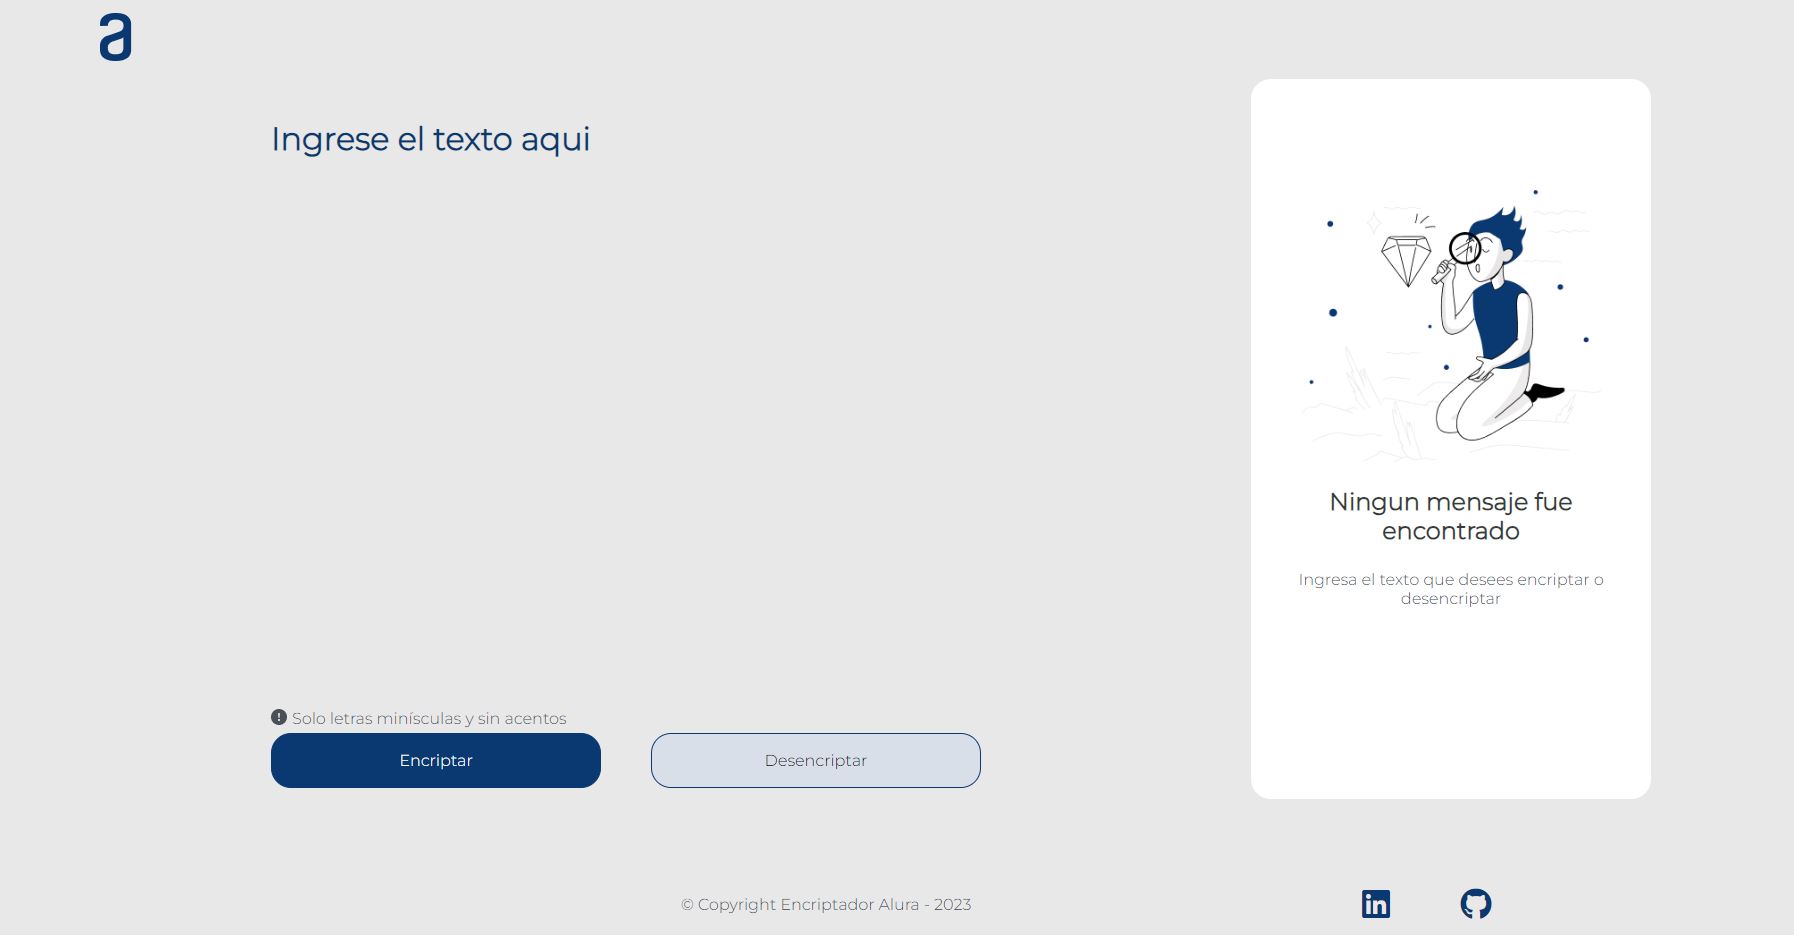 a
Ingrese el texto aqui
Ningun mensaje fue
encontrado
Ingresa el texto que desees encriptar o
desencriptar
Solo letras minísculas y sin acentos
Encriptar
Desencriptar
© Copyright Encriptador Alura - 2023
in